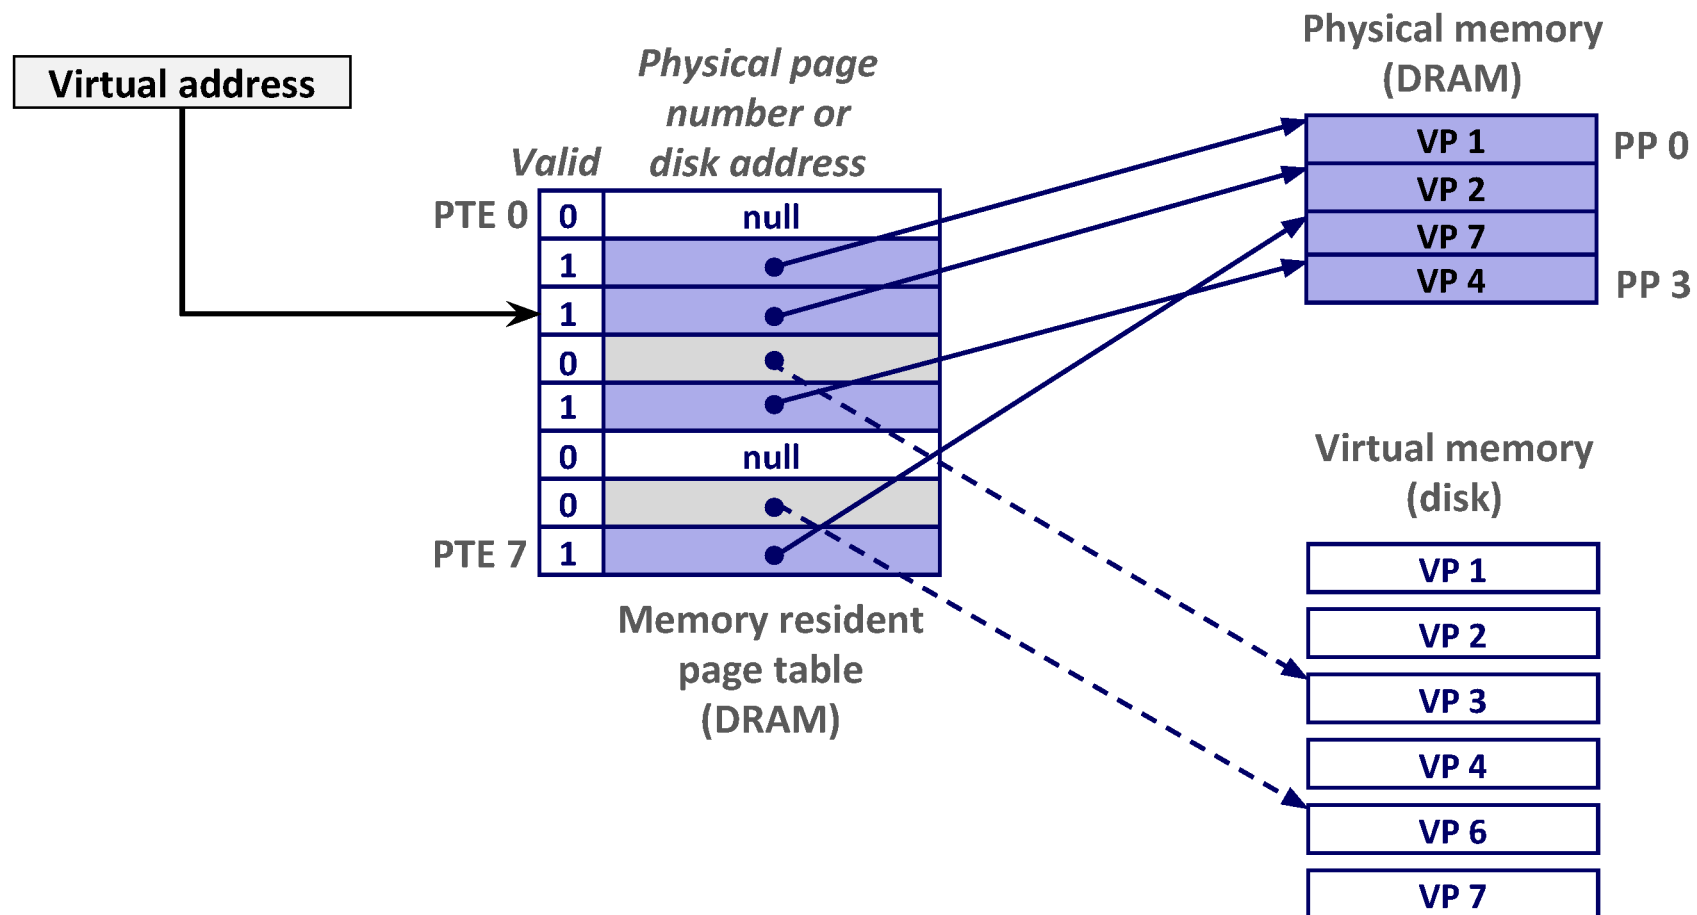 Virtual address
Physical page
number or
disk address
Valid
PTE 0
0
null
1
1
0
1
0
null
0
PTE 7
1
Memory resident
page table
(DRAM)
Physical memory
(DRAM)
VP 1
PP 0
VP 2
VP 7
VP 4
PP 3
Virtual memory
(disk)
VP 1
VP 2
VP 3
VP 4
VP 6
VP 7